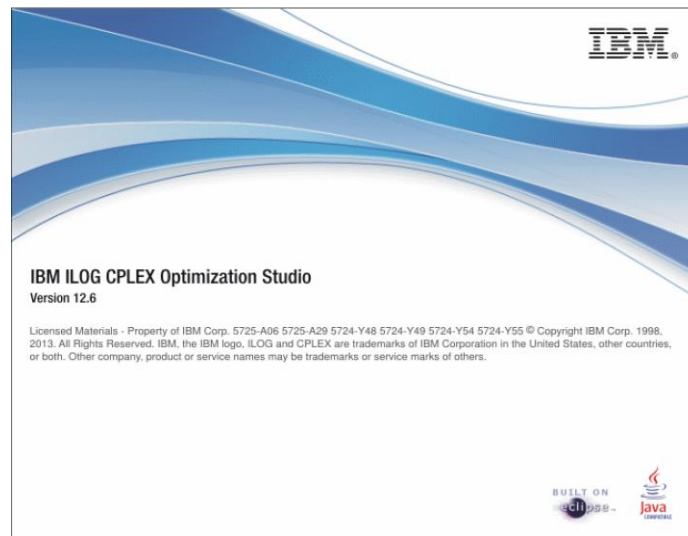 IBM®
IBM ILOG CPLEX Optimization Studio
Version 12.6
Licensed Materials - Property of IBM Corp. 5725-A06 5725-A29 5724-Y48 5724-Y49 5724-Y54 5724-Y55 © Copyright IBM Corp. 1998,
2013. All Rights Reserved. IBM, the IBM logo, ILOG and CPLEX are trademarks of IBM Corporation in the United States, other countries,
or both. Other company, product or service names may be trademarks or service marks of others.
BUILT ON
eclipse™
Java
COMPATIBLE